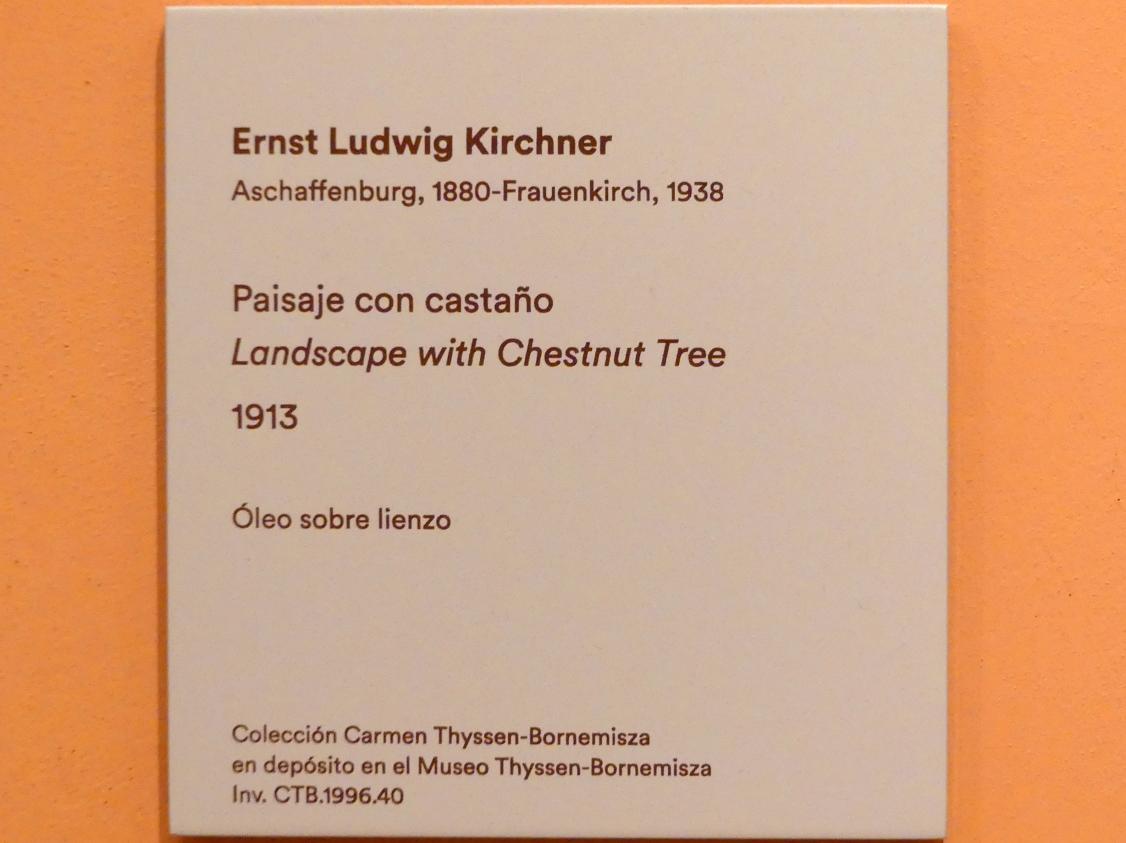 Ernst Ludwig Kirchner
Aschaffenburg, 1880-Frauenkirch, 1938
Paisaje con castaño
Landscape with Chestnut Tree
1913
Óleo sobre lienzo
Colección Carmen Thyssen-Bornemisza
en depósito en el Museo Thyssen-Bornemisza
Inv. CTB.1996.40